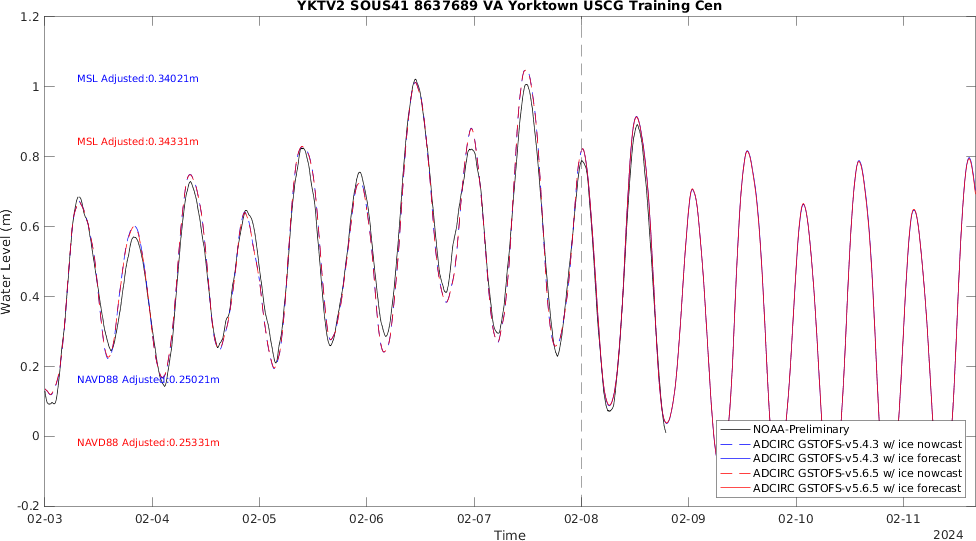 YKTV2 SOUS41 8637689 VA Yorktown USCG Training Cen
1.2
1
0.8
0.6
0.4
0.2
0
-0.2
Water Level (m)
MSL Adjusted:0.34021m
MSL Adjusted:0.34331m
NAVD88 Adjusted:0.25021m
NAVD88 Adjusted:0.25331m
NOAA-Preliminary
ADCIRC GSTOFS-v5.4.3 w/ ice nowcast
ADCIRC GSTOFS-v5.4.3 w/ ice forecast
ADCIRC GSTOFS-v5.6.5 w/ ice nowcast
ADCIRC GSTOFS-v5.6.5 w/ ice forecast
02-03 02-04 02-05 02-06 02-07 02-08 02-09 02-10 02-11
Time
2024